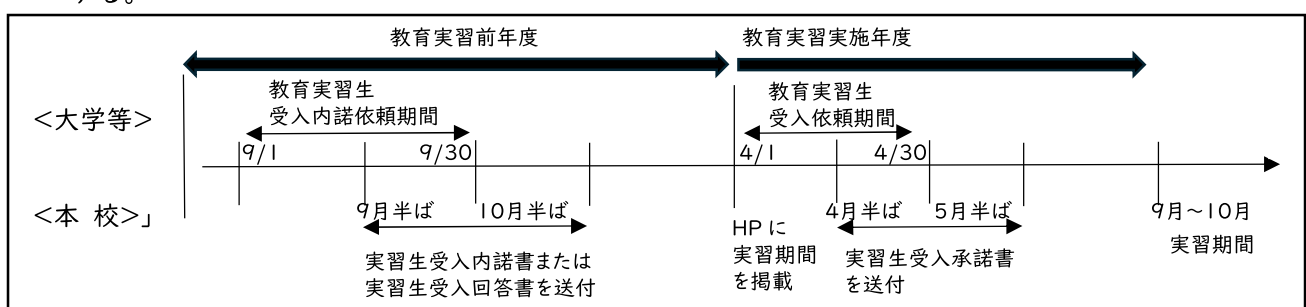 する。
教育実習前年度
教育実習実施年度
教育実習生
受入内諾依頼期間
教育実習生
受入依頼期間
<大学等>
9/1
9/30
4/1
4/30
<本 校>」
9月半ば
10月半ば
4月半ば
5月半ば
9月～10月
実習期間
HPに
実習期間
を掲載
実習生受入内諾書または
実習生受入回答書を送付
実習生受入承諾書
を送付